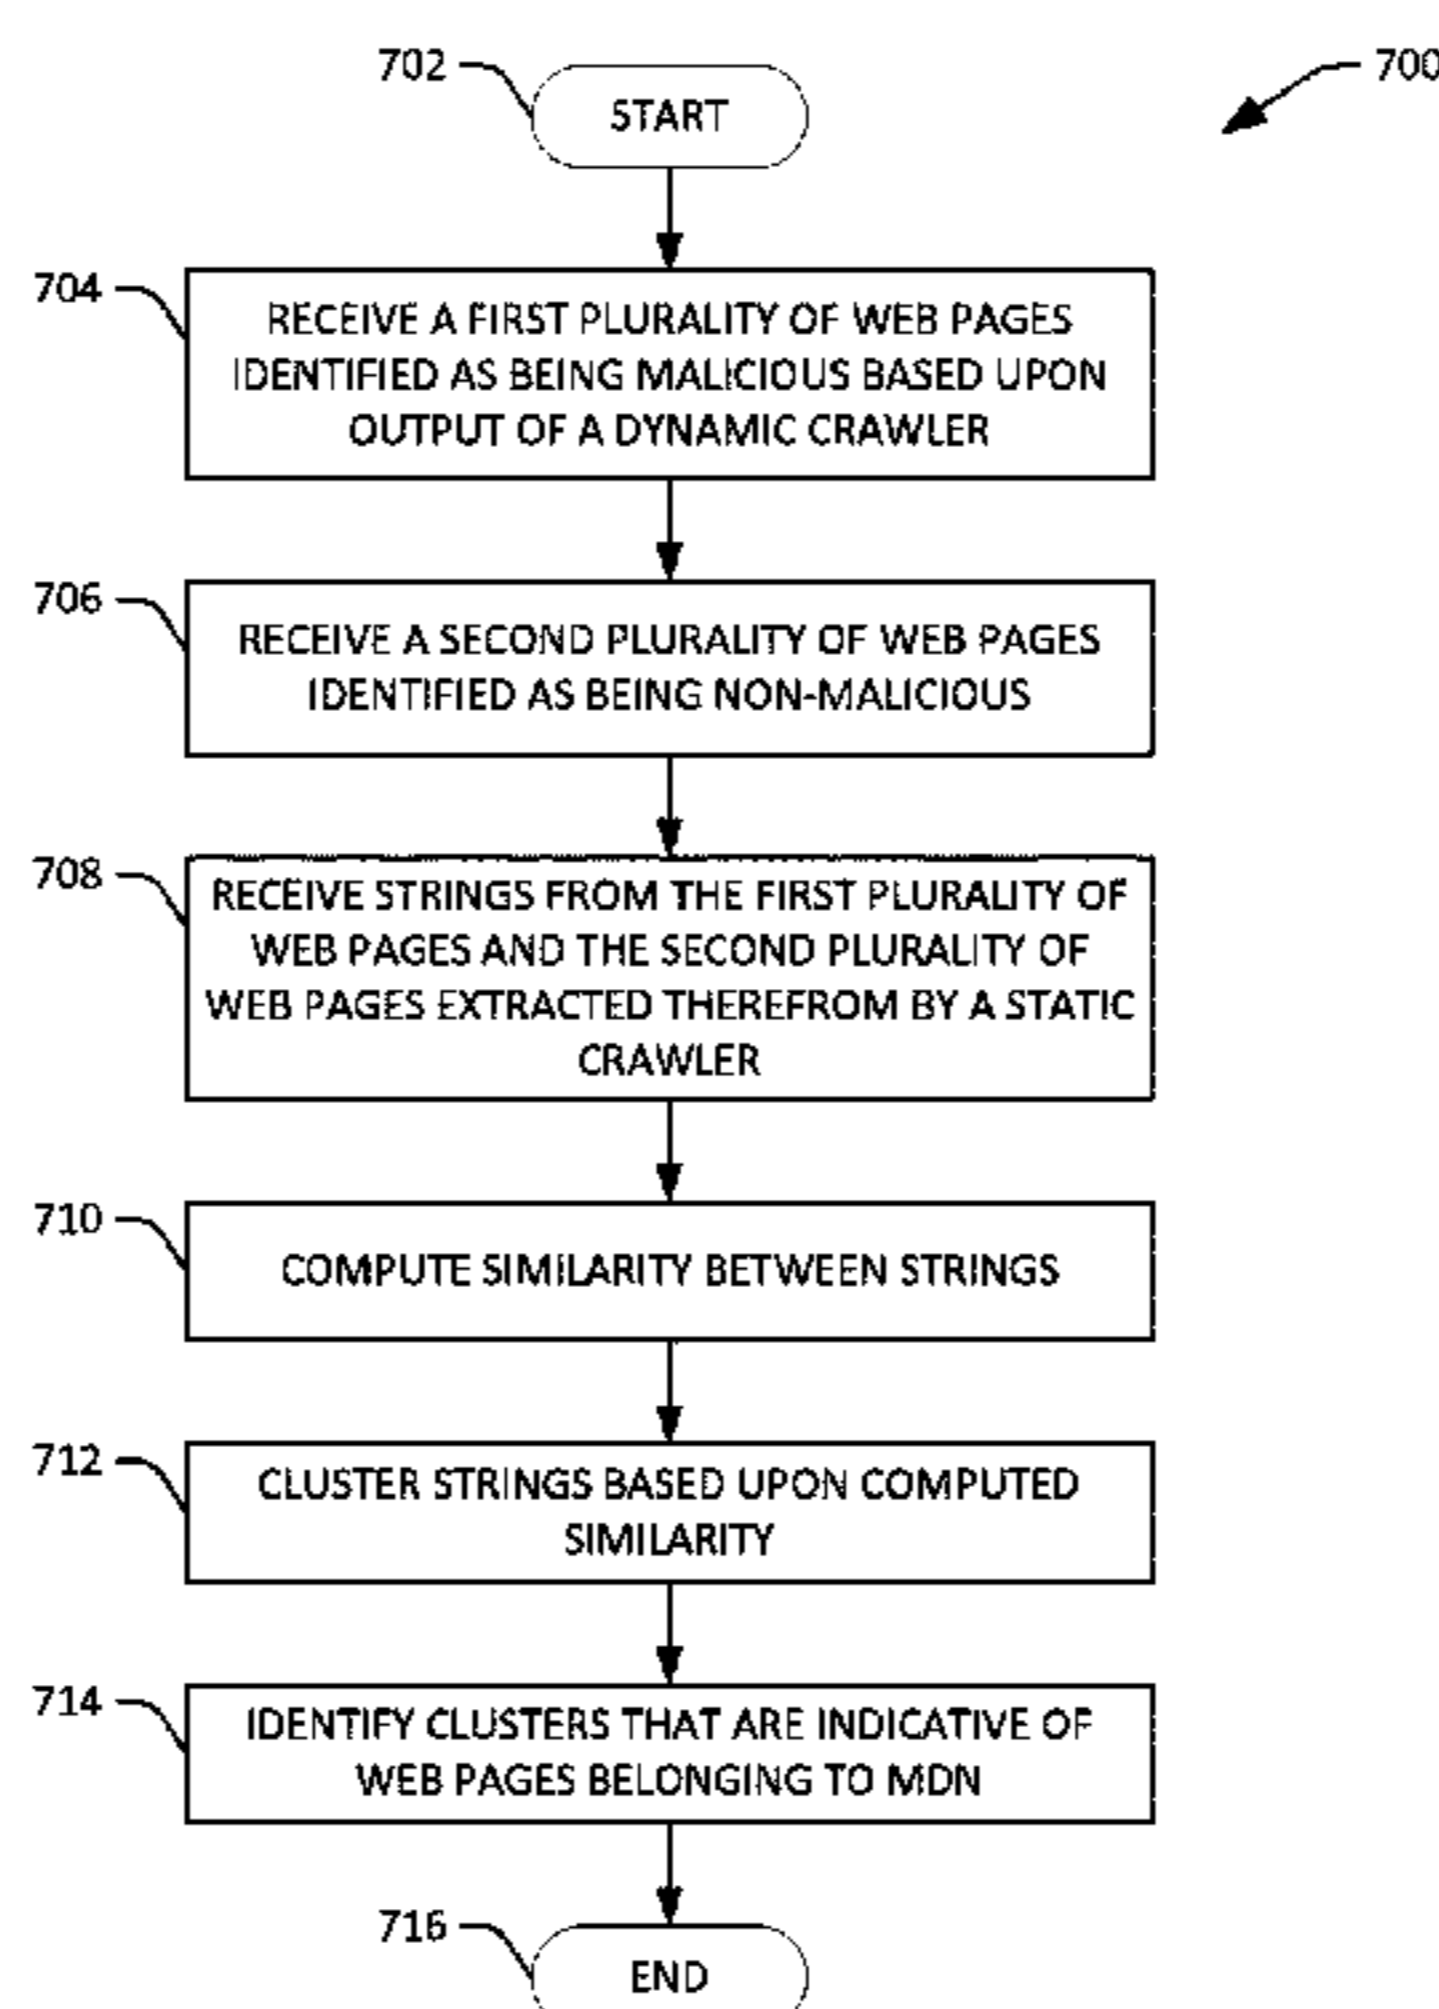 702
START
700
704
RECEIVE A FIRST PLURALITY OF WEB PAGES
IDENTIFIED AS BEING MALICIOUS BASED UPON
OUTPUT OF A DYNAMIC CRAWLER
706
RECEIVE A SECOND PLURALITY OF WEB PAGES
IDENTIFIED AS BEING NON-MALICIOUS
708
RECEIVE STRINGS FROM THE FIRST PLURALITY OF
WEB PAGES AND THE SECOND PLURALITY OF
WEB PAGES EXTRACTED THEREFROM BY A STATIC
CRAWLER
710
COMPUTE SIMILARITY BETWEEN STRINGS
712
CLUSTER STRINGS BASED UPON COMPUTED
SIMILARITY
714
IDENTIFY CLUSTERS THAT ARE INDICATIVE OF
WEB PAGES BELONGING TO MDN
716
END